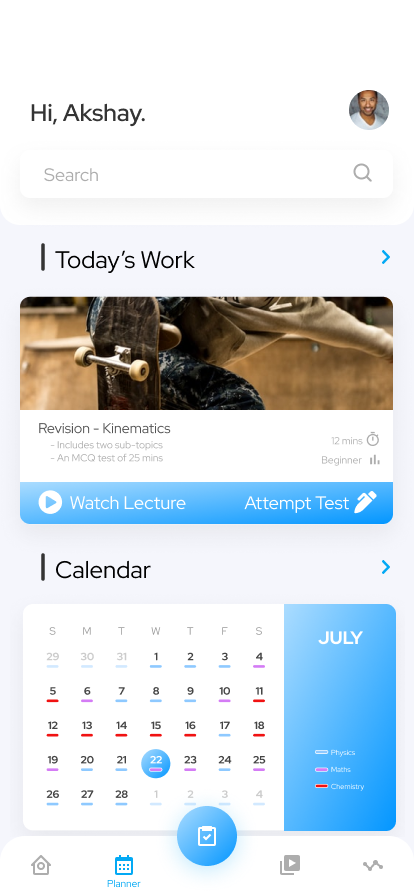 Hi, Akshay.
Search
Today's Work
Revision - Kinematics
- Includes two sub-topics
- An MCQ test of 25 mins
12 mins
Beginner
Watch Lecture
Attempt Test
Calendar
S M T W T F S
29 30 31 1 2 3 4
5 6 7 8 9 10 11
12 13 14 15 16 17 18
19 20 21 22 23 24 25
26 27 28 1 2 3 4
JULY
Physics
Maths
Chemistry
Planner